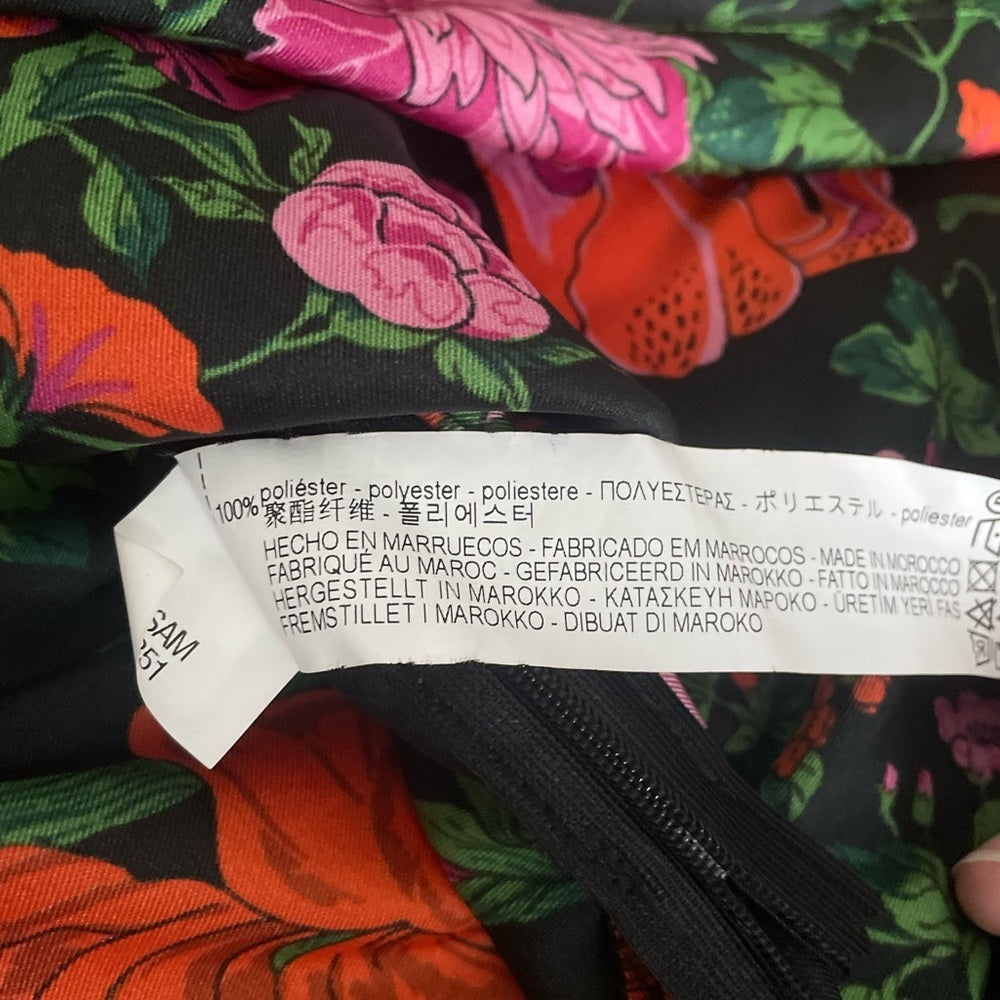 100% poliéster - polyester - poliestere - ΠΟΛΥΕΣΤΕΡΑΣ - ポリエステル - poliester
聚酯纤维 - 폴리에스터
HECHO EN MARRUECOS - FABRICADO EM MARROCOS - MADE IN MOROCCO
FABRIQUÉ AU MAROC - GEFABRICEERD IN MAROKKO - FATTO IN MAROCCO
HERGESTELLT IN MAROKKO - ΚΑΤΑΣΚΕΥΗ ΜΑΡΟΚΟ - ÜRETIM YERİ FAS
FREMSTILLET I MAROKKO - DIBUAT DI MAROKO
SAM
351